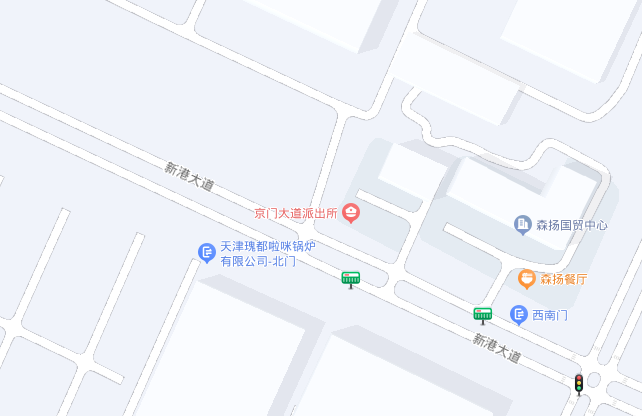 新港大道
京门大道派出所
森扬国贸中心
天津瑰都啦咪锅炉
有限公司-北门
森扬餐厅
西南门
新港大道